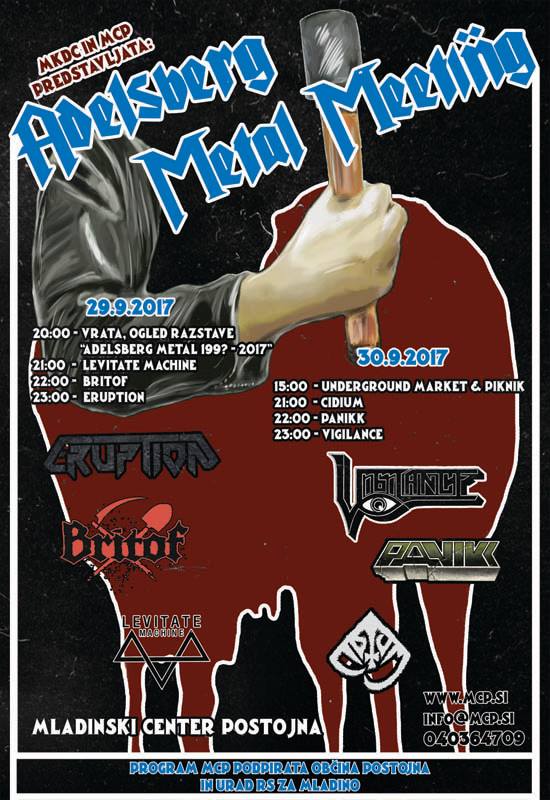 MKDC IN MCP
PREDSTAVLJATA:
Adelsberg
Metal Meeting
29.9.2017
20:00 - VRATA, OGLED RAZSTAVE
"ADELSBERG METAL 199? - 2017"
21:00 - LEVITATE MACHINE
22:00 - BRITOF
23:00 - ERUPTION
30.9.2017
15:00 - UNDERGROUND MARKET & PIKNIK
21:00 - CIDIUM
22:00 - PANIKK
23:00 - VIGILANCE
ERUPTION
VIGILANCE
Britof
PANIKK
LEVITATE
MACHINE
CIDIUM
WWW.MCP.SI
INFO@MCP.SI
040364709
MLADINSKI CENTER POSTOJNA
PROGRAM MCP PODPIRATA OBČINA POSTOJNA
IN URAD RS ZA MLADINO